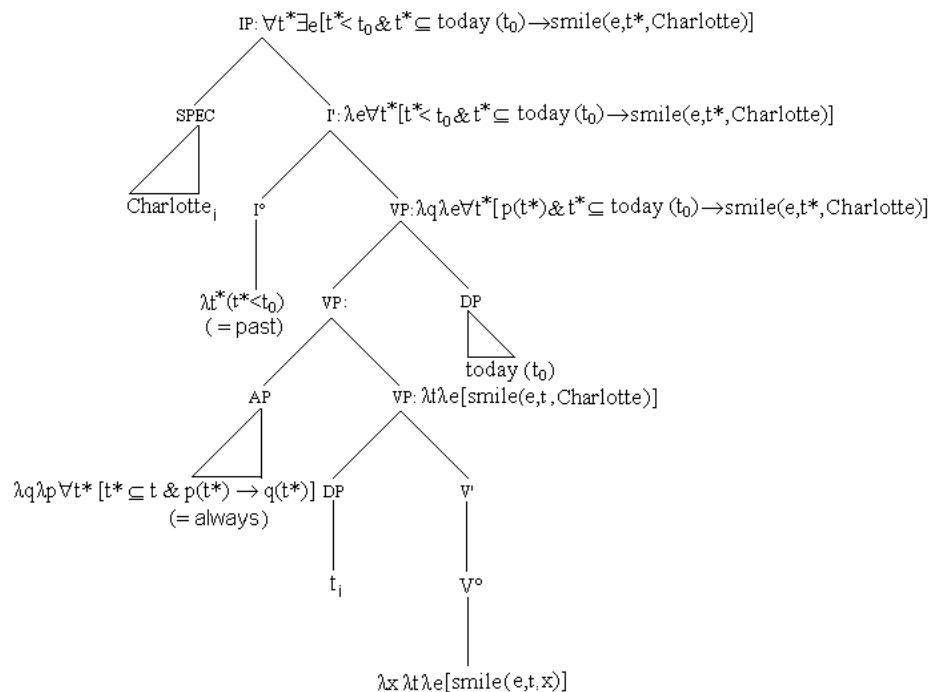 IP: ∀t*∃e[t*< t₀ & t* ⊆ today (t₀) →smile(e,t*, Charlotte)]
SPEC
I': λe∀t*[t*< t₀ & t* ⊆ today (t₀) →smile(e,t*, Charlotte)]
Charlotteᵢ
I°
VP: λqλe∀t*[p(t*) & t* ⊆ today (t₀) →smile(e,t*,Charlotte)]
λt*(t*<t₀)
(=past)
VP:
DP
today (t₀)
AP
VP: λtλe[smile(e,t ,Charlotte)]
λqλp∀t* [t* ⊆ t & p(t*) → q(t*)]
(= always)
DP
V'
tᵢ
V°
λx λtλe[smile(e,t, x)]